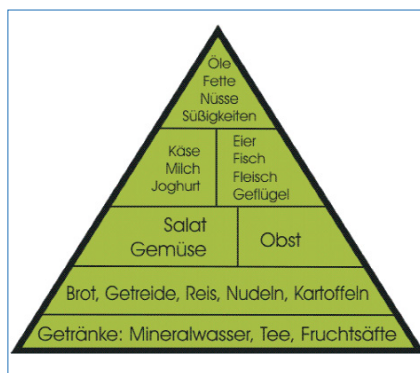 Öle
Fette
Nüsse
Süßigkeiten
Käse
Milch
Joghurt
Eier
Fisch
Fleisch
Geflügel
Salat
Gemüse
Obst
Brot, Getreide, Reis, Nudeln, Kartoffeln
Getränke: Mineralwasser, Tee, Fruchtsäfte